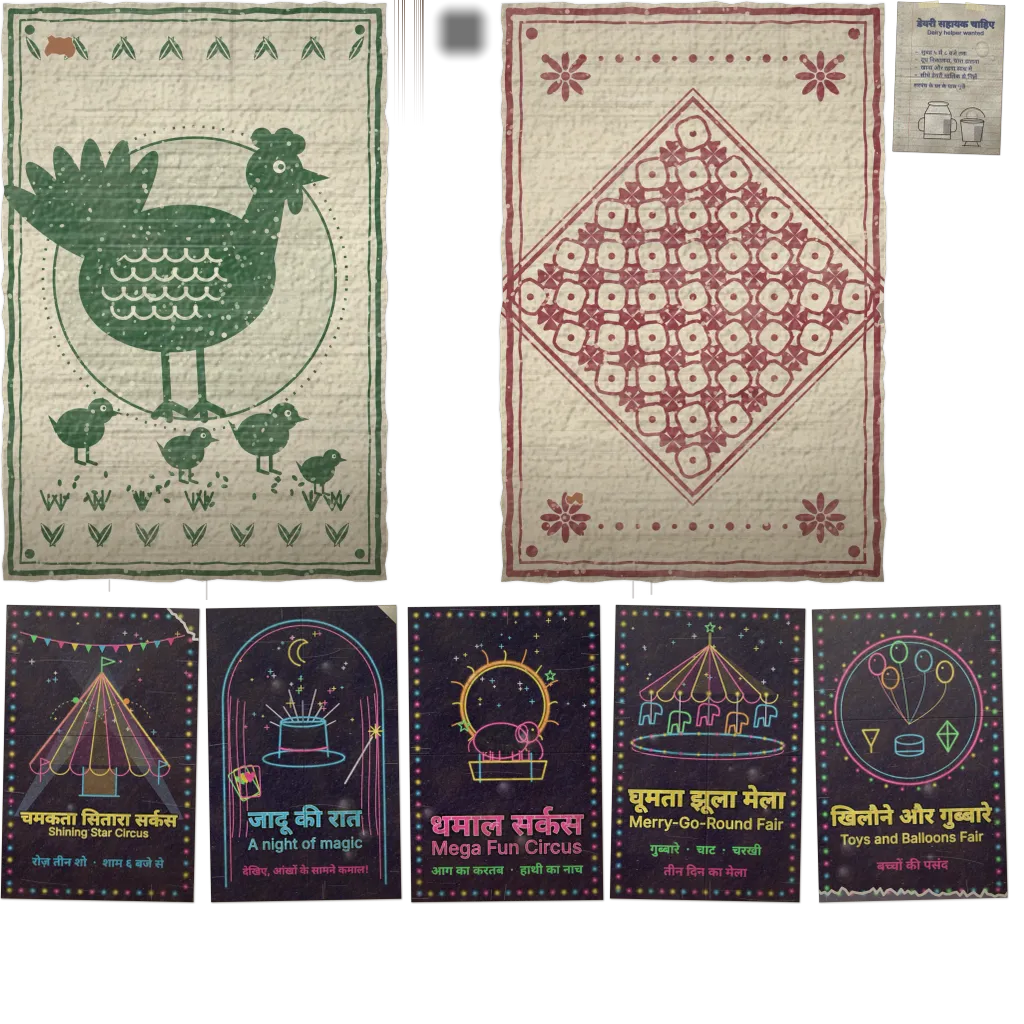 डेयरी सहायक चाहिए
Dairy helper wanted
चमकता सितारा सर्कस
Shining Star Circus
रोज़ तीन शो · शाम ६ बजे से
जादू की रात
A night of magic
देखिए, आंखों के सामने कमाल!
धमाल सर्कस
Mega Fun Circus
आग का करतब · हाथी का नाच
घूमता झूला मेला
Merry-Go-Round Fair
गुब्बारे · चाट · चरखी
तीन दिन का मेला
खिलौने और गुब्बारे
Toys and Balloons Fair
बच्चों की पसंद